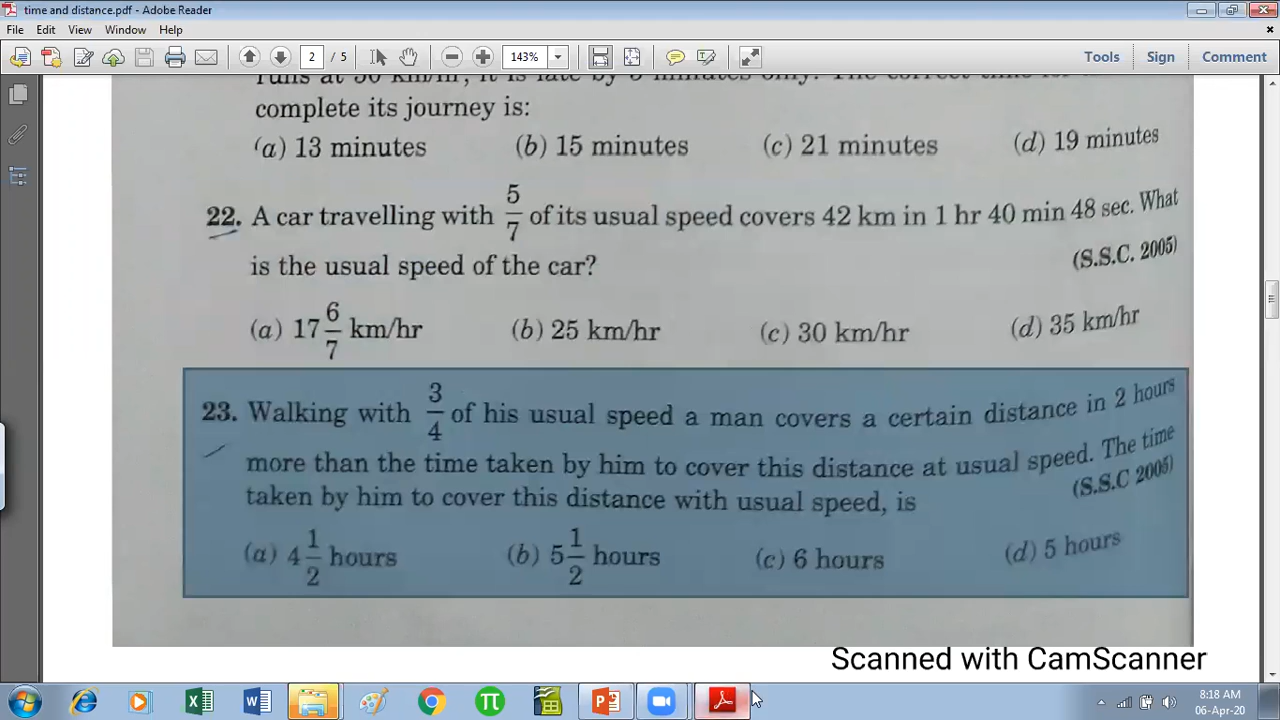 time and distance.pdf - Adobe Reader
File Edit View Window Help
2 / 5 143% Tools Sign Comment
complete its journey is:
(a) 13 minutes (b) 15 minutes (c) 21 minutes (d) 19 minutes
22. A car travelling with 5/7 of its usual speed covers 42 km in 1 hr 40 min 48 sec. What
is the usual speed of the car? (S.S.C. 2005)
(a) 17 6/7 km/hr (b) 25 km/hr (c) 30 km/hr (d) 35 km/hr
23. Walking with 3/4 of his usual speed a man covers a certain distance in 2 hours
more than the time taken by him to cover this distance at usual speed. The time
taken by him to cover this distance with usual speed, is (S.S.C 2005)
(a) 4 1/2 hours (b) 5 1/2 hours (c) 6 hours (d) 5 hours
Scanned with CamScanner
8:18 AM
06-Apr-20